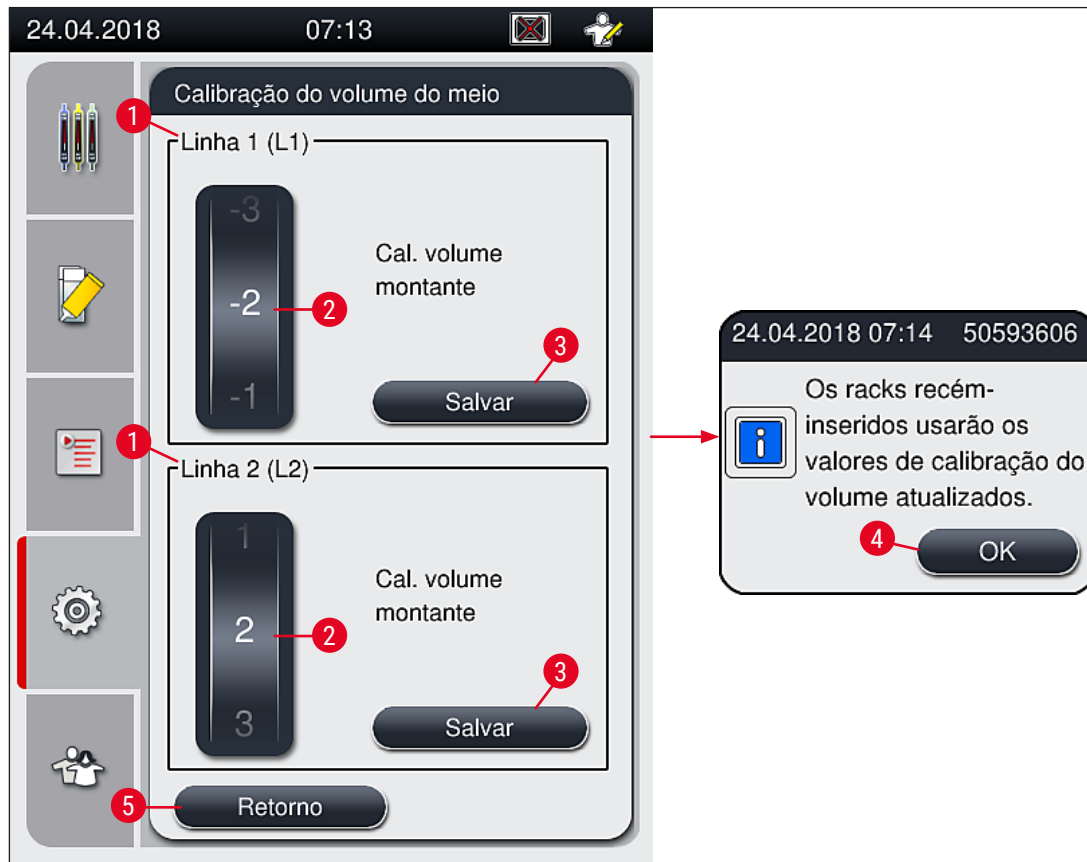 24.04.2018 07:13
Calibração do volume do meio
1
Linha 1 (L1)
-3
-2
-1
2
Cal. volume
montante
3
Salvar
1
Linha 2 (L2)
1
2
3
2
Cal. volume
montante
3
Salvar
5
Retorno
24.04.2018 07:14 50593606
Os racks recém-
inseridos usarão os
valores de calibração do
volume atualizados.
4
OK